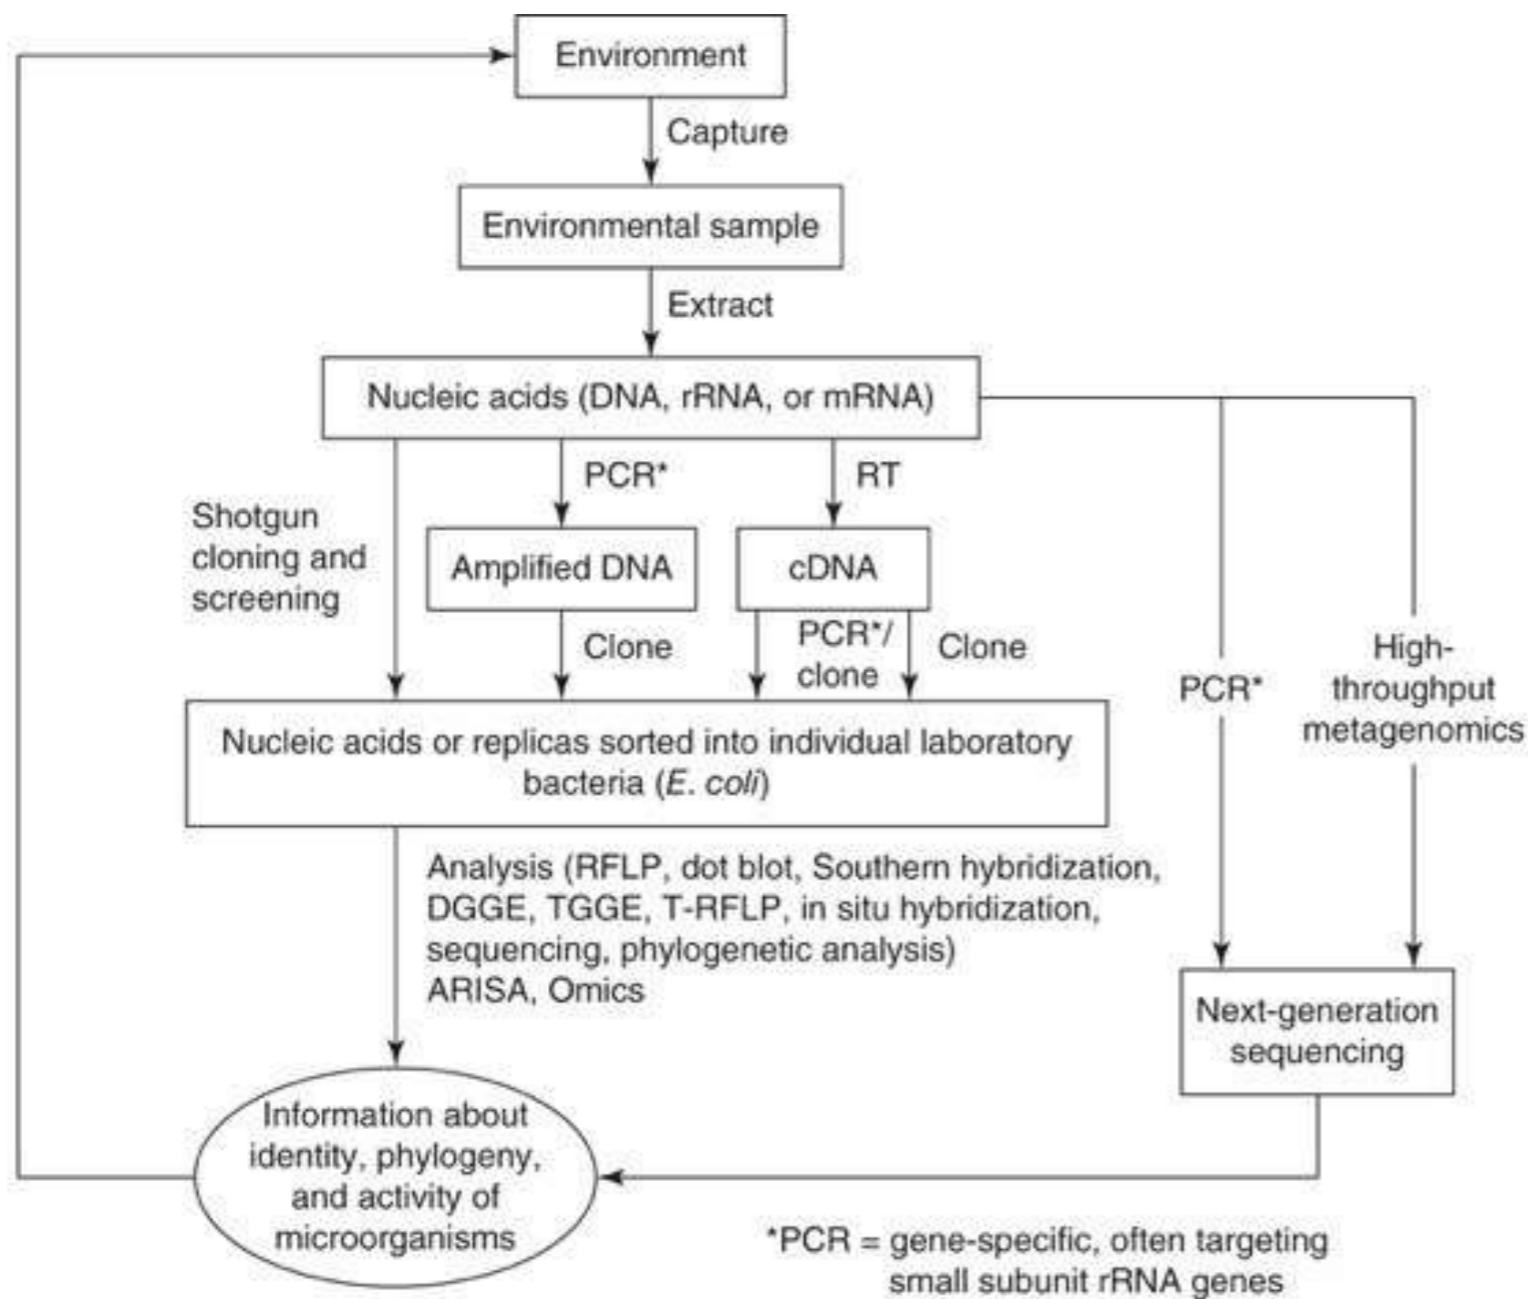 Environment
Capture
Environmental sample
Extract
Nucleic acids (DNA, rRNA, or mRNA)
PCR*
RT
Shotgun
cloning and
screening
Amplified DNA
cDNA
Clone
PCR*/
clone
Clone
PCR*
High-
throughput
metagenomics
Nucleic acids or replicas sorted into individual laboratory
bacteria (E. coli)
Analysis (RFLP, dot blot, Southern hybridization,
DGGE, TGGE, T-RFLP, in situ hybridization,
sequencing, phylogenetic analysis)
ARISA, Omics
Next-generation
sequencing
Information about
identity, phylogeny,
and activity of
microorganisms
*PCR = gene-specific, often targeting
small subunit rRNA genes